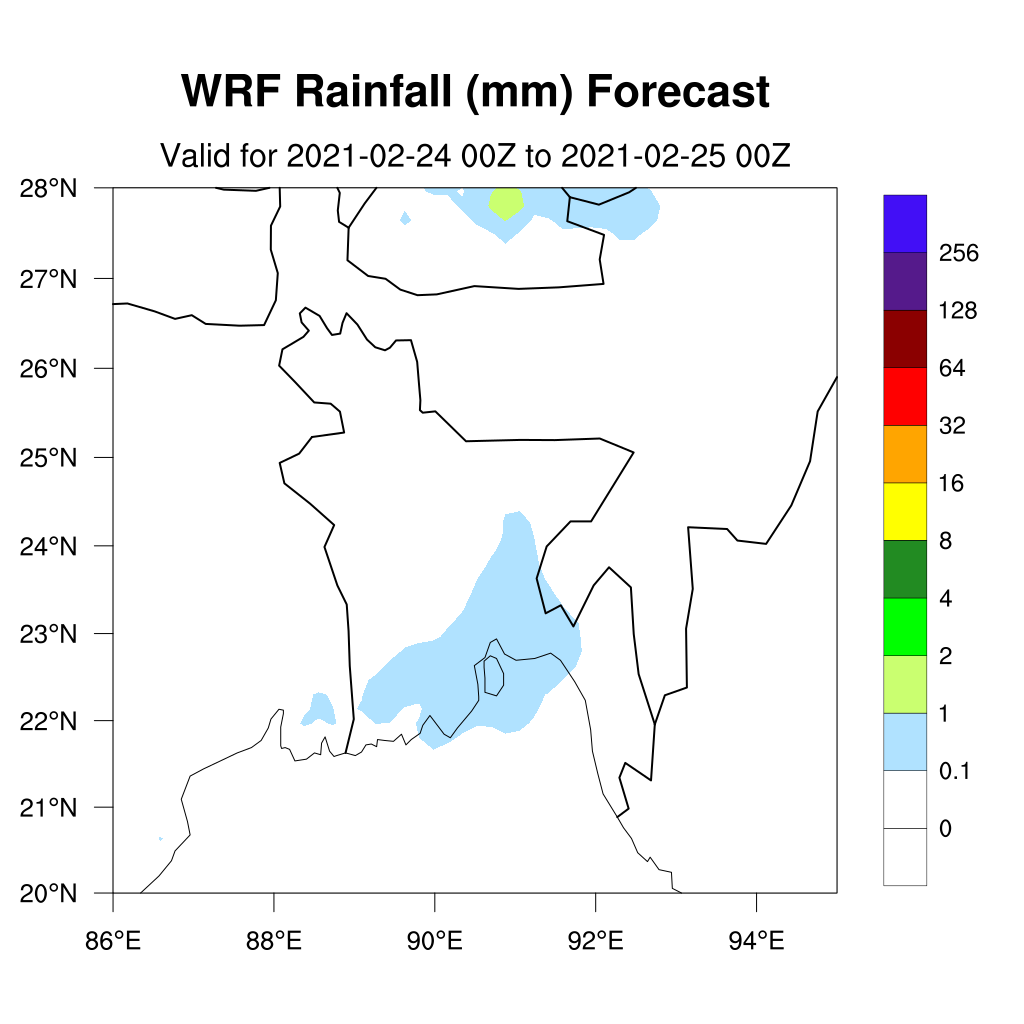 WRF Rainfall (mm) Forecast
Valid for 2021-02-24 00Z to 2021-02-25 00Z
28°N
27°N
26°N
25°N
24°N
23°N
22°N
21°N
20°N
86°E 88°E 90°E 92°E 94°E
256
128
64
32
16
8
4
2
1
0.1
0